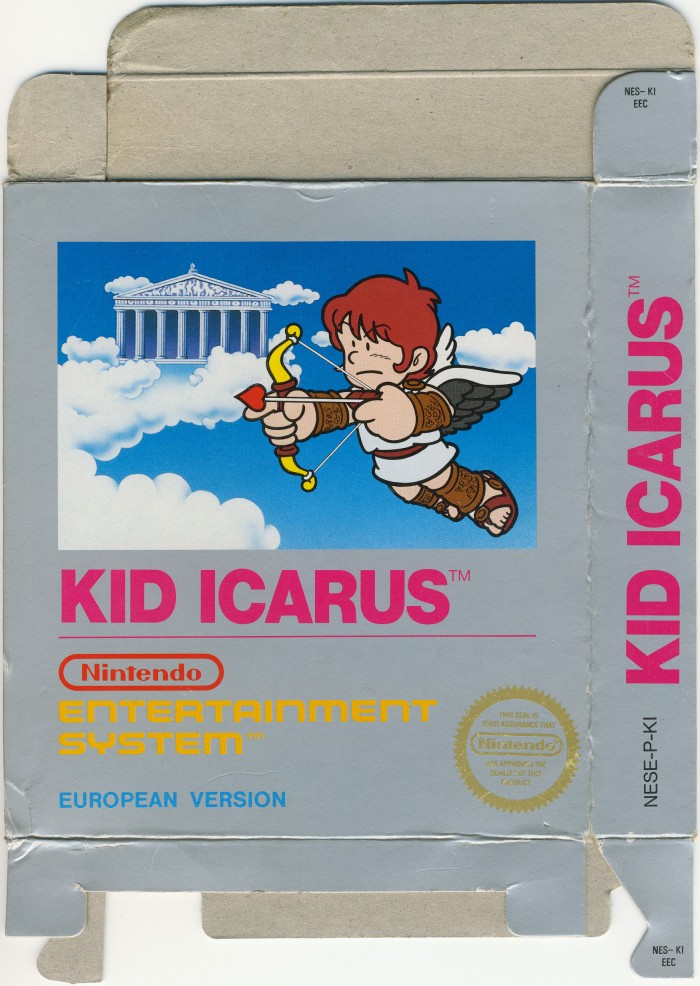 NES-KI
EEC
KID ICARUS™
KID ICARUS™
Nintendo
ENTERTAINMENT
SYSTEM™
EUROPEAN VERSION
THIS SEAL IS
YOUR ASSURANCE THAT
Nintendo
HAS APPROVED THE
QUALITY OF THIS
PRODUCT
NESE-P-KI
NES-KI
EEC